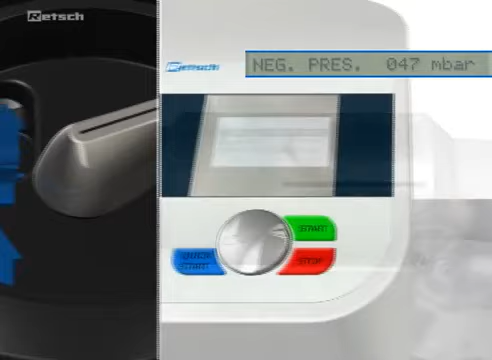 Retsch
Retsch
NEG. PRES. 047 mbar
START
QUICK
START
STOP